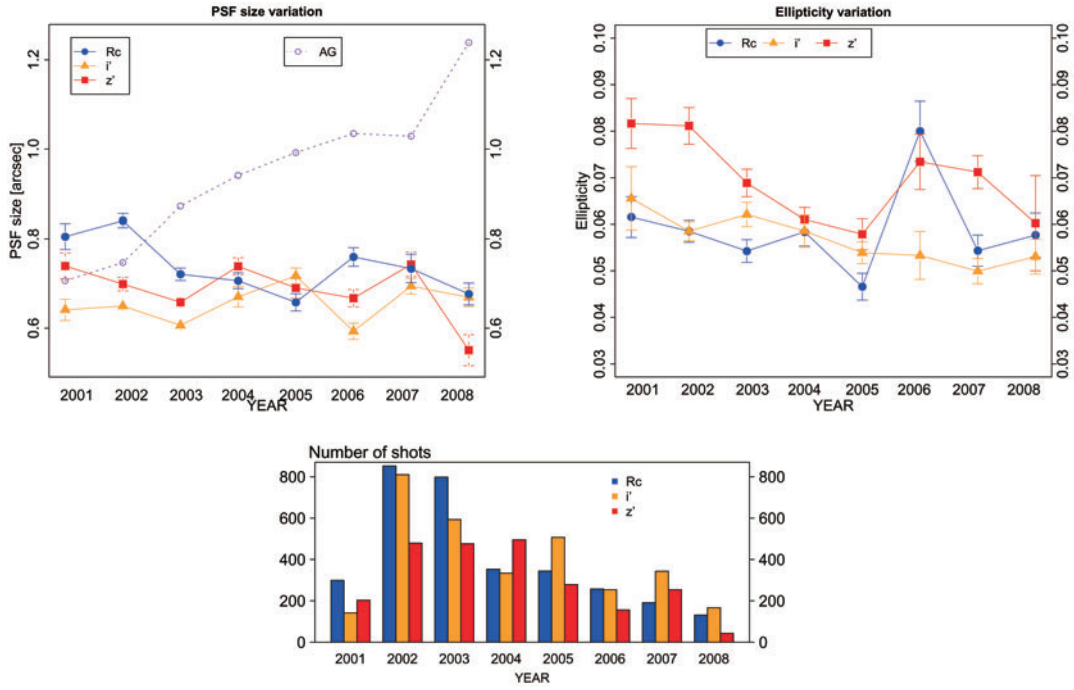 PSF size variation
Rc
i'
z'
AG
PSF size [arcsec]
0.6 0.8 1.0 1.2
0.6 0.8 1.0 1.2
2001 2002 2003 2004 2005 2006 2007 2008
YEAR
Ellipticity variation
Rc i' z'
Ellipticity
0.03 0.04 0.05 0.06 0.07 0.08 0.09 0.10
0.03 0.04 0.05 0.06 0.07 0.08 0.09 0.10
2001 2002 2003 2004 2005 2006 2007 2008
YEAR
Number of shots
Rc
i'
z'
800
600
400
200
0
800
600
400
200
0
2001 2002 2003 2004 2005 2006 2007 2008
YEAR